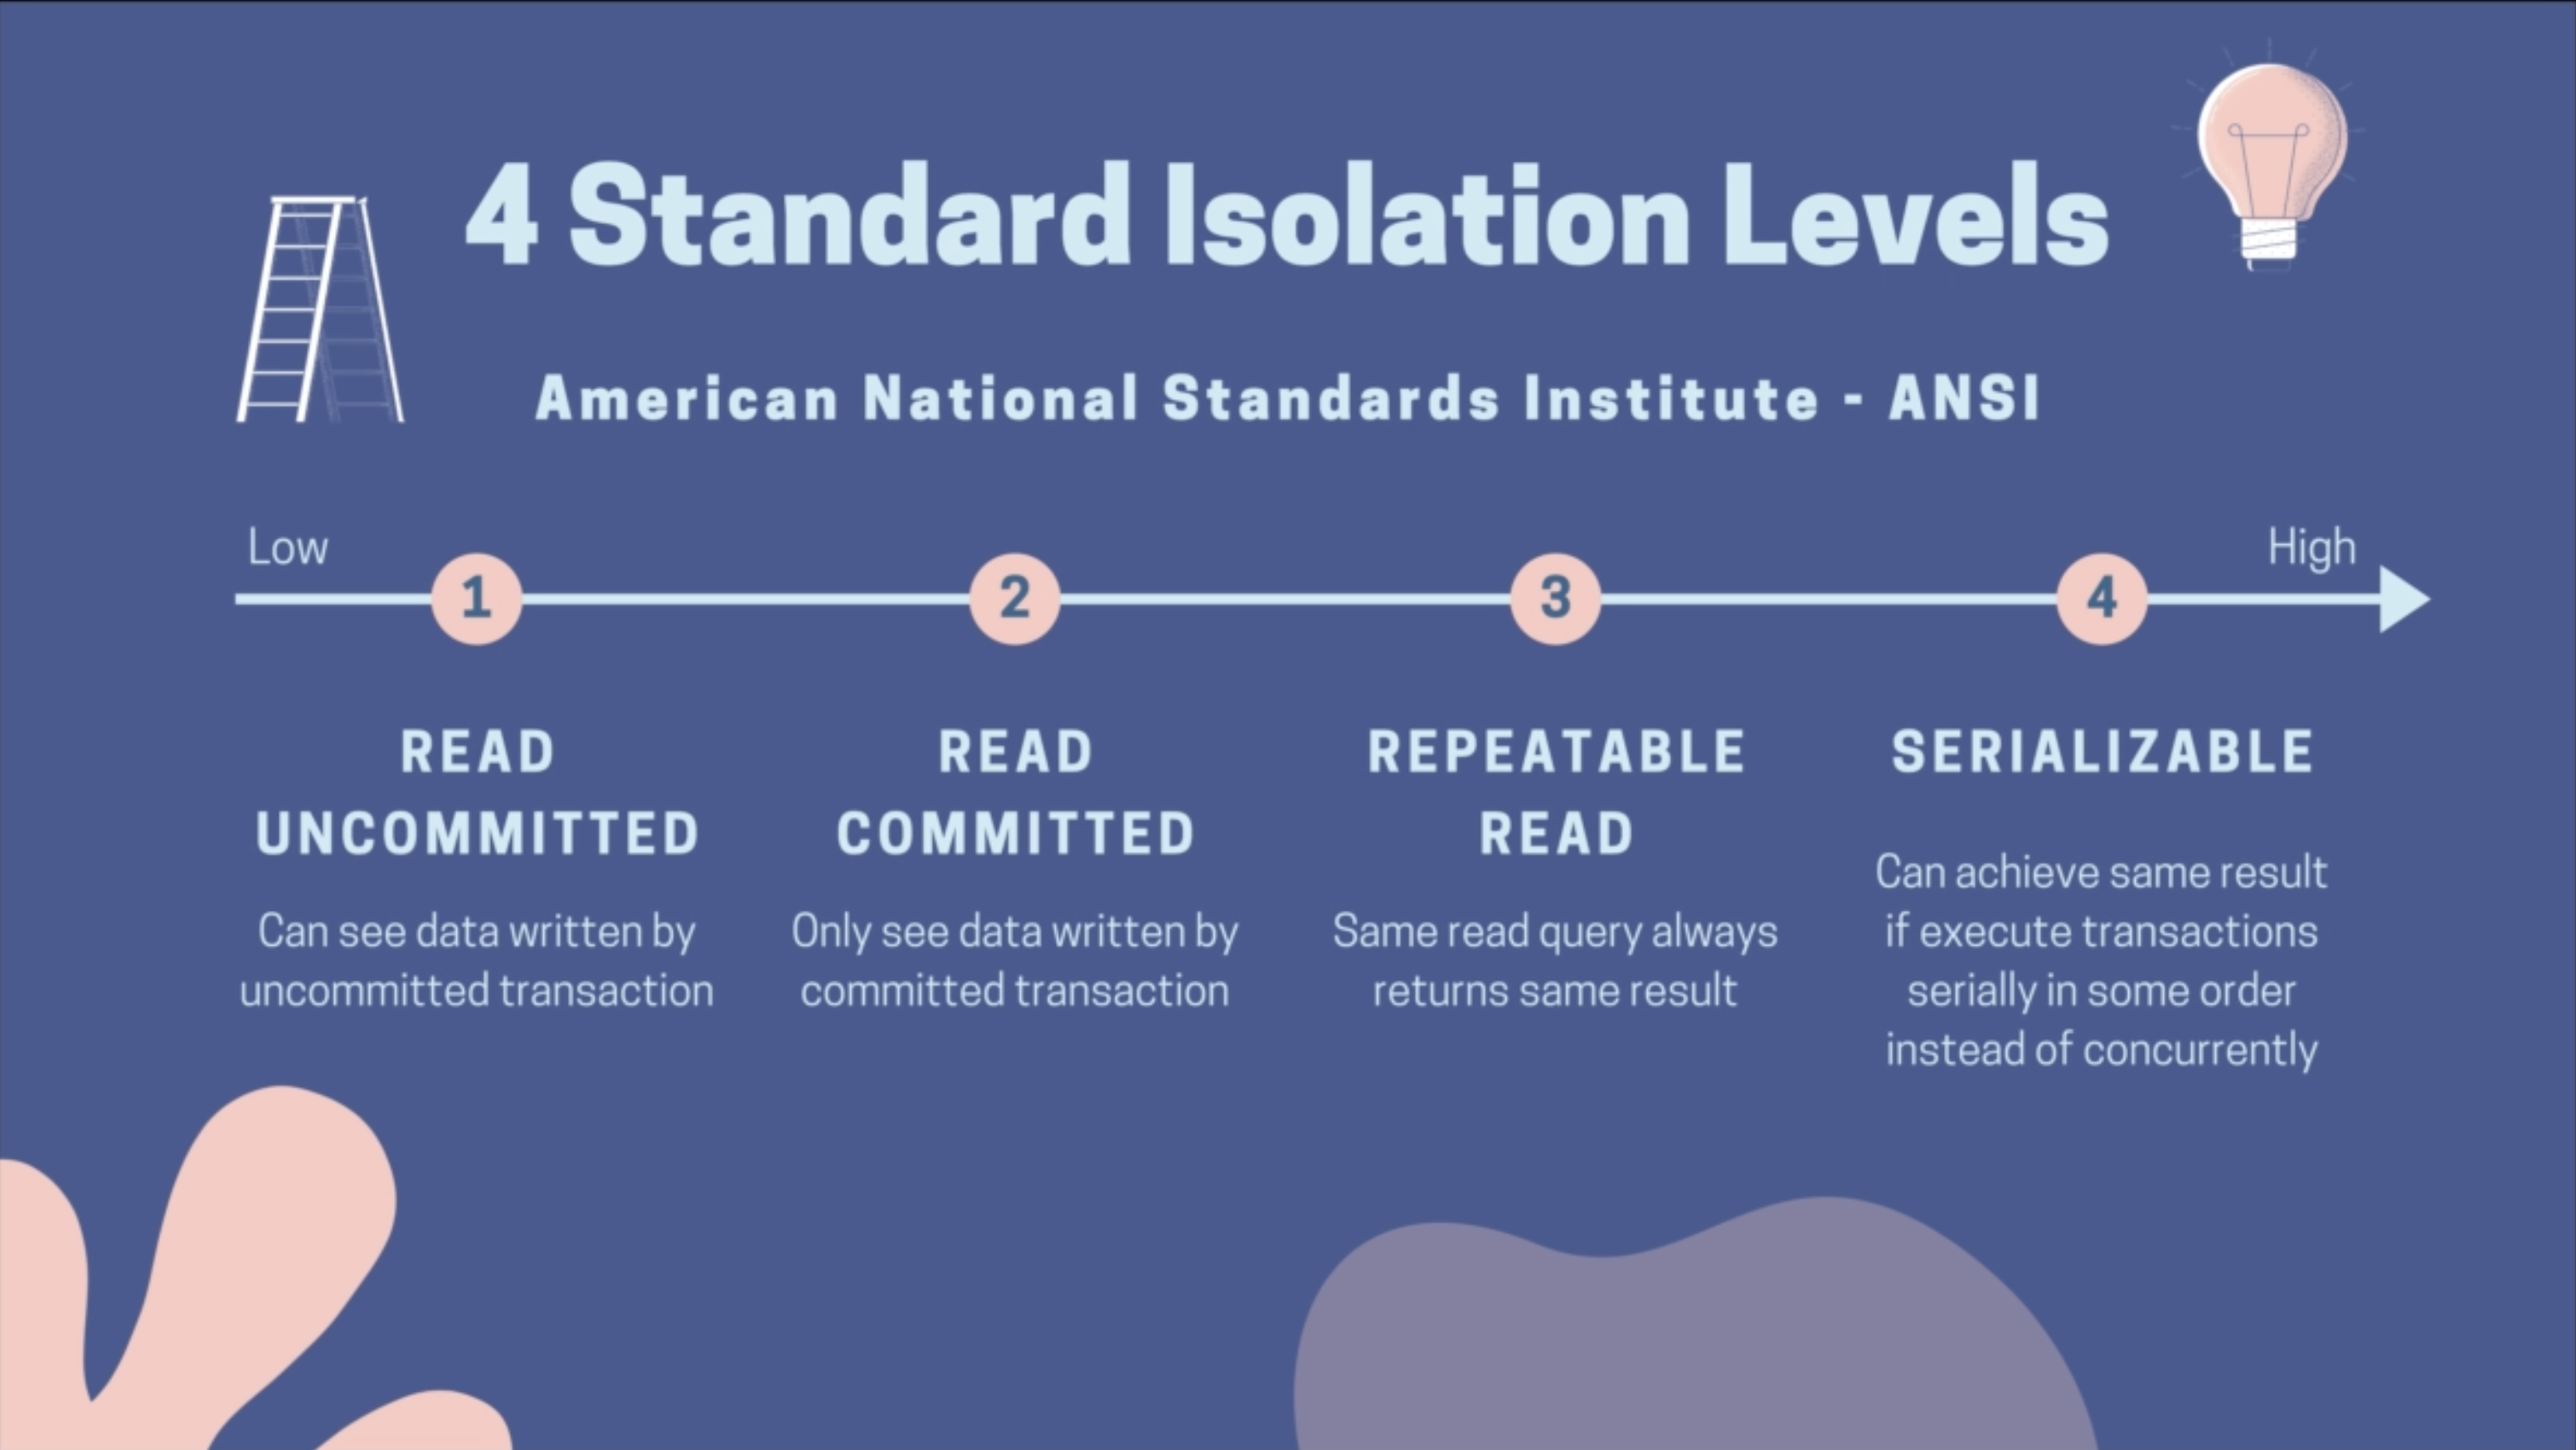 4 Standard Isolation Levels
American National Standards Institute - ANSI
Low
High
1
2
3
4
READ
UNCOMMITTED
Can see data written by
uncommitted transaction
READ
COMMITTED
Only see data written by
committed transaction
REPEATABLE
READ
Same read query always
returns same result
SERIALIZABLE
Can achieve same result
if execute transactions
serially in some order
instead of concurrently